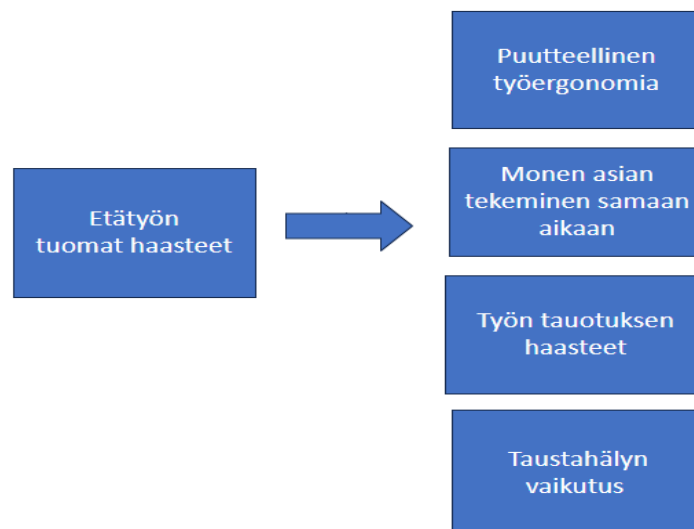 Etätyön
tuomat haasteet
Puutteellinen
työergonomia
Monen asian
tekeminen samaan
aikaan
Työn tauotuksen
haasteet
Taustahälyn
vaikutus